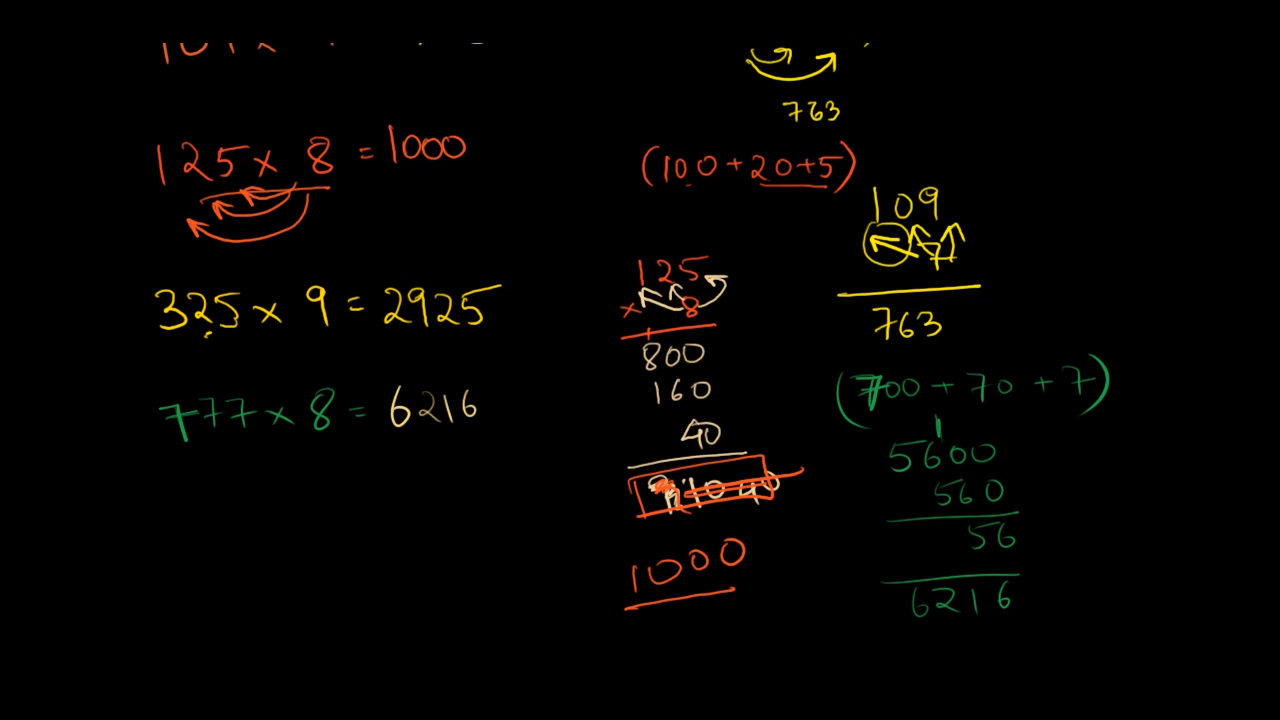 763
125 x 8 = 1000
(100 + 20 + 5)
325 x 9 = 2925
777 x 8 = 6216
125
x 8
800
160
40
1000
109
7
763
(700 + 70 + 7)
5600
560
56
6216